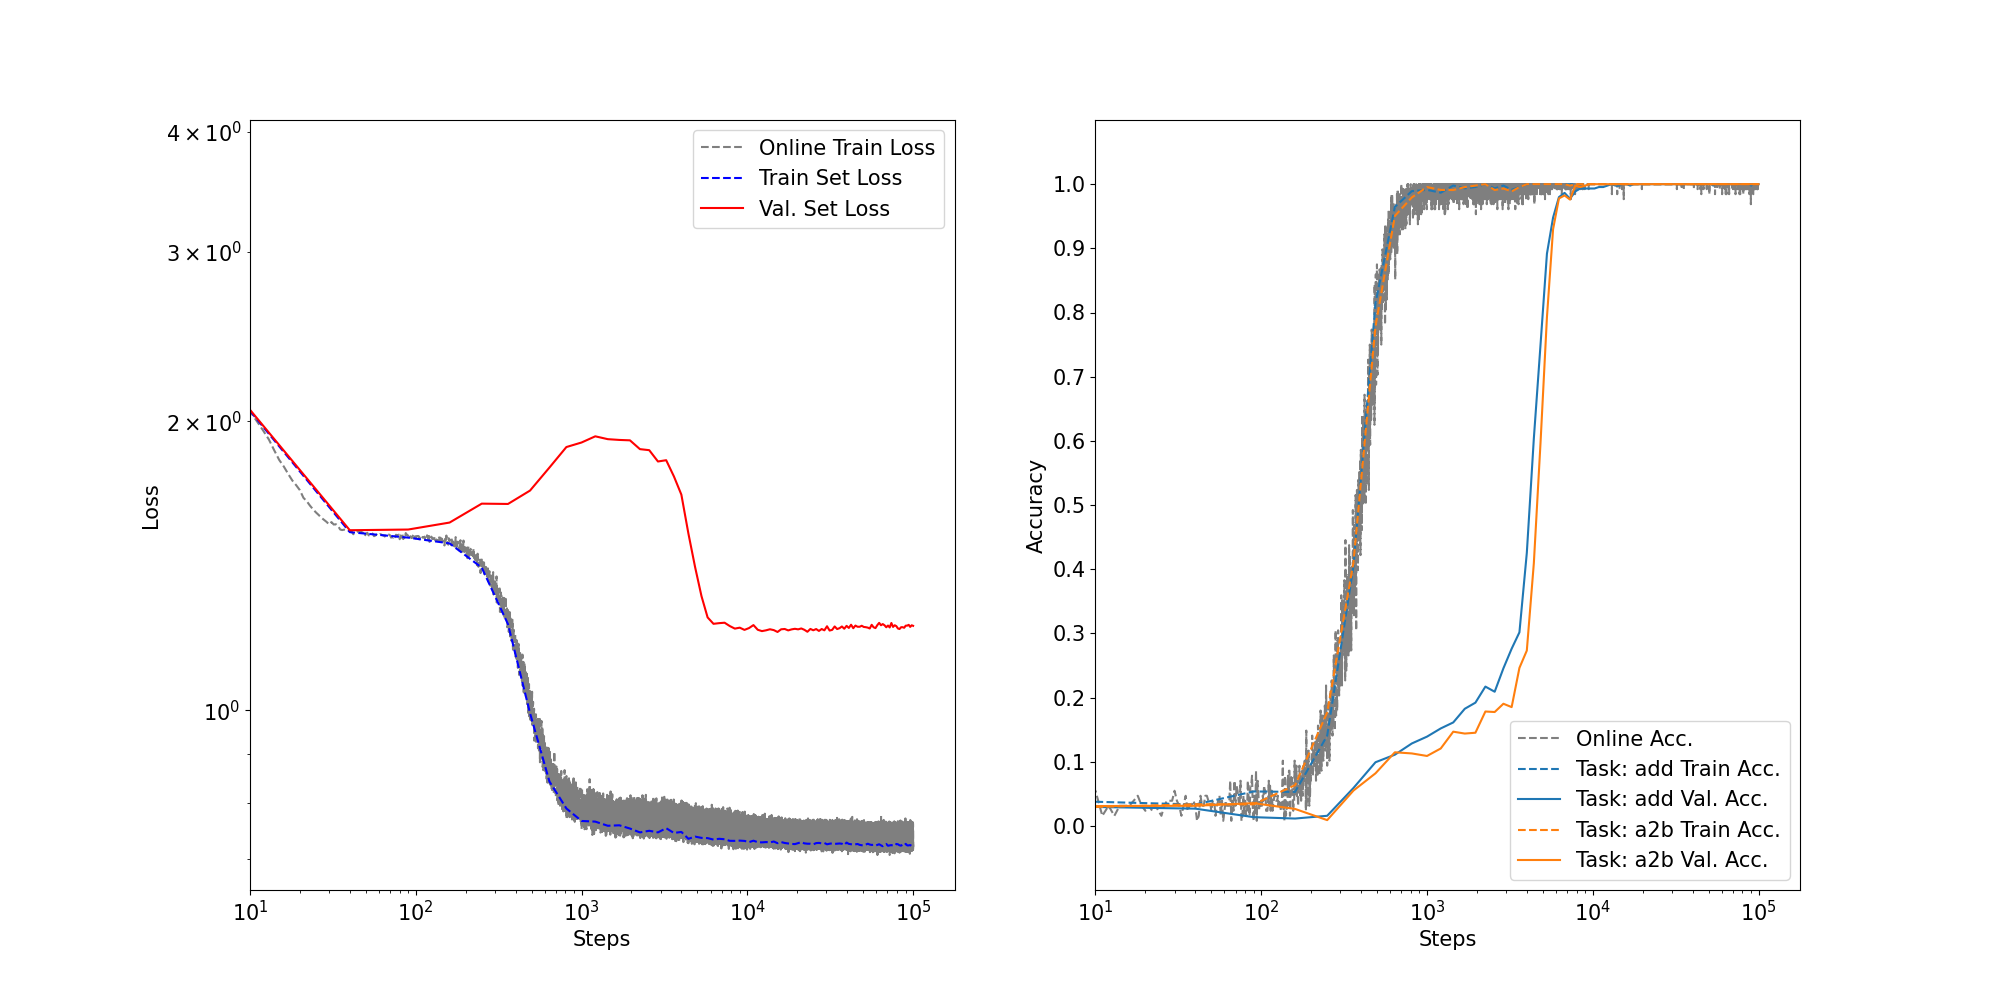 4 × 10⁰
3 × 10⁰
2 × 10⁰
10⁰
Loss
10¹
10²
10³
10⁴
10⁵
Steps
Online Train Loss
Train Set Loss
Val. Set Loss
1.0
0.9
0.8
0.7
0.6
0.5
0.4
0.3
0.2
0.1
0.0
Accuracy
10¹
10²
10³
10⁴
10⁵
Steps
Online Acc.
Task: add Train Acc.
Task: add Val. Acc.
Task: a2b Train Acc.
Task: a2b Val. Acc.